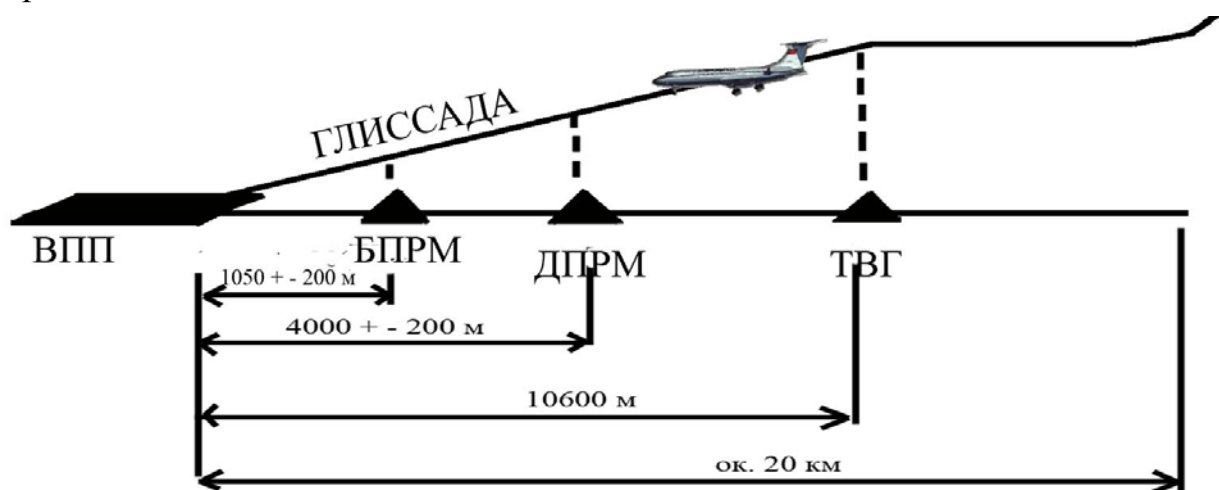 ГЛИССАДА
ВПП
БПРМ
ДПРМ
ТВГ
1050 + - 200 м
4000 + - 200 м
10600 м
ок. 20 км